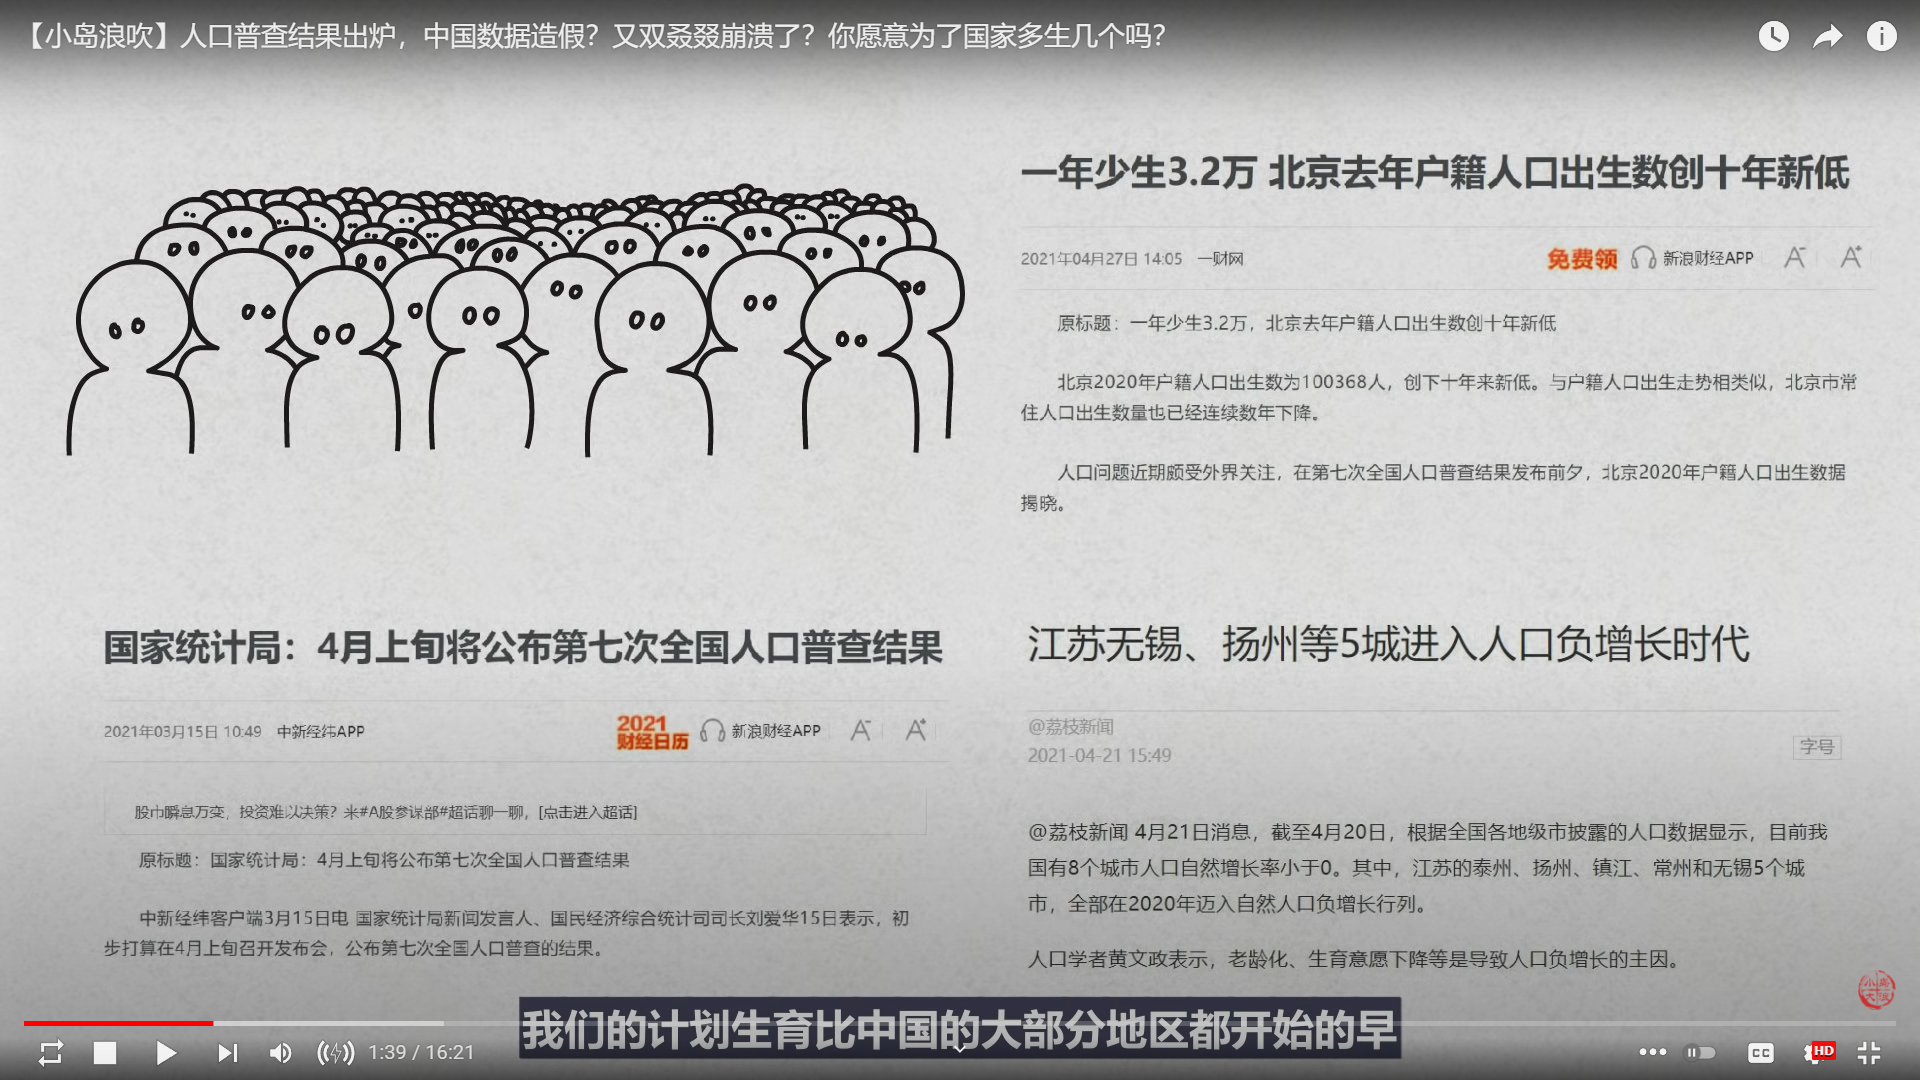 【小岛浪吹】人口普查结果出炉，中国数据造假？又双叒叕崩溃了？你愿意为了国家多生几个吗？
一年少生3.2万 北京去年户籍人口出生数创十年新低
2021年04月27日 14:05 一财网
免费领
新浪财经APP
A-
A+
原标题：一年少生3.2万，北京去年户籍人口出生数创十年新低
北京2020年户籍人口出生数为100368人，创下十年来新低。与户籍人口出生走势相类似，北京市常
住人口出生数量也已经连续数年下降。
人口问题近期颇受外界关注，在第七次全国人口普查结果发布前夕，北京2020年户籍人口出生数据
揭晓。
国家统计局：4月上旬将公布第七次全国人口普查结果
2021年03月15日 10:49 中新经纬APP
2021
财经日历
新浪财经APP
A-
A+
股市瞬息万变，投资难以决策？来#A股参谋部#超话聊一聊，[点击进入超话]
原标题：国家统计局：4月上旬将公布第七次全国人口普查结果
中新经纬客户端3月15日电 国家统计局新闻发言人、国民经济综合统计司司长刘爱华15日表示，初
步打算在4月上旬召开发布会，公布第七次全国人口普查的结果。
江苏无锡、扬州等5城进入人口负增长时代
@荔枝新闻
2021-04-21 15:49
字号
@荔枝新闻 4月21日消息，截至4月20日，根据全国各地级市披露的人口数据显示，目前我
国有8个城市人口自然增长率小于0。其中，江苏的泰州、扬州、镇江、常州和无锡5个城
市，全部在2020年迈入自然人口负增长行列。
人口学者黄文政表示，老龄化、生育意愿下降等是导致人口负增长的主因。
我们的计划生育比中国的大部分地区都开始的早
1:39 / 16:21
CC
HD